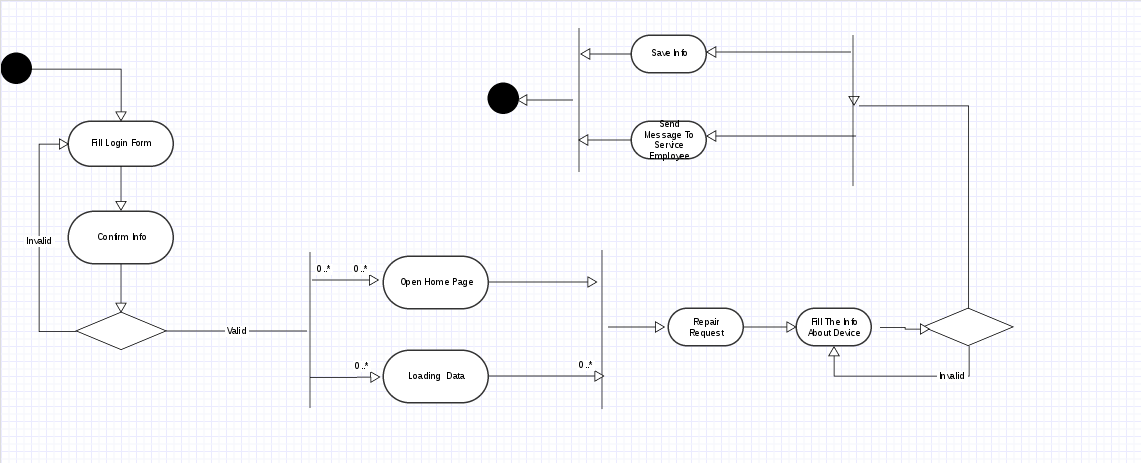 Save Info
Send
Message To
Service
Employee
Fill Login Form
Confirm Info
Invalid
0..*
0..*
Open Home Page
Valid
Repair
Request
Fill The Info
About Device
0..*
Loading Data
0..*
Invalid